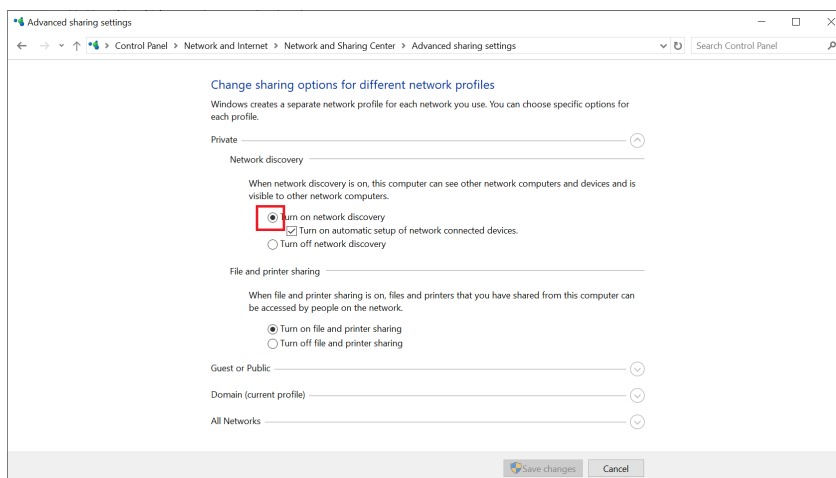 Advanced sharing settings
Control Panel > Network and Internet > Network and Sharing Center > Advanced sharing settings
Search Control Panel
Change sharing options for different network profiles
Windows creates a separate network profile for each network you use. You can choose specific options for
each profile.
Private
Network discovery
When network discovery is on, this computer can see other network computers and devices and is
visible to other network computers.
Turn on network discovery
Turn on automatic setup of network connected devices.
Turn off network discovery
File and printer sharing
When file and printer sharing is on, files and printers that you have shared from this computer can
be accessed by people on the network.
Turn on file and printer sharing
Turn off file and printer sharing
Guest or Public
Domain (current profile)
All Networks
Save changes
Cancel